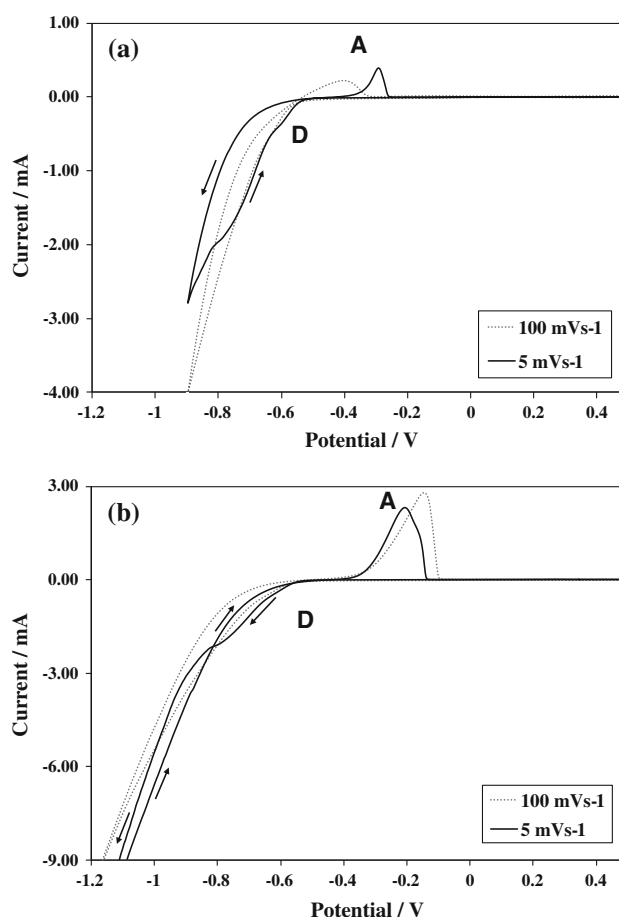 (a)
A
D
Current / mA
1.00
0.00
-1.00
-2.00
-3.00
-4.00
-1.2 -1 -0.8 -0.6 -0.4 -0.2 0 0.2 0.4
Potential / V
100 mVs-1
5 mVs-1
(b)
A
D
Current / mA
3.00
0.00
-3.00
-6.00
-9.00
-1.2 -1 -0.8 -0.6 -0.4 -0.2 0 0.2 0.4
Potential / V
100 mVs-1
5 mVs-1